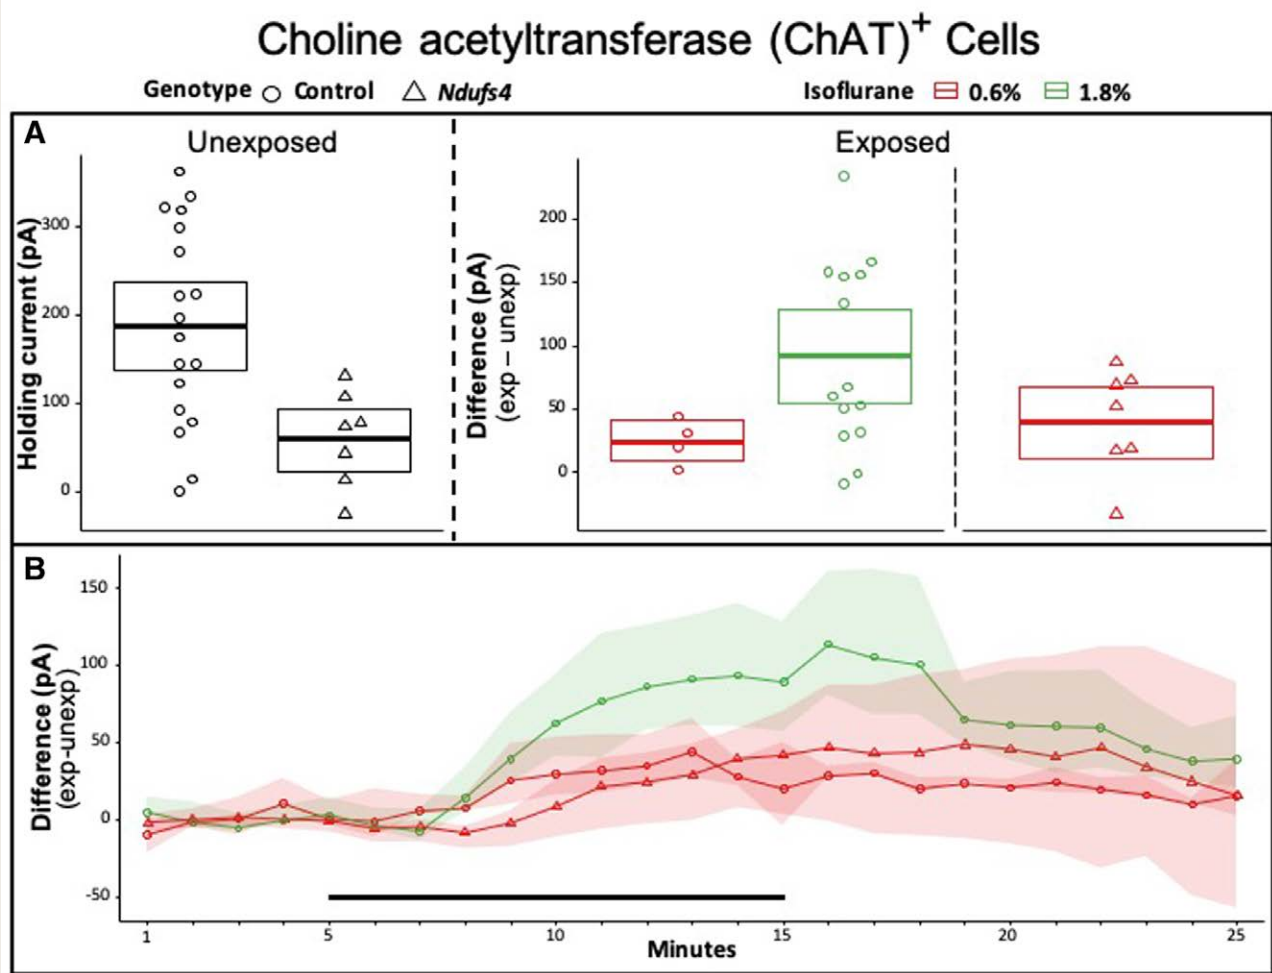 Choline acetyltransferase (ChAT)+ Cells
Genotype Control Ndufs4 Isoflurane 0.6% 1.8%
A
Unexposed
Exposed
Holding current (pA)
300
200
100
0
Difference (pA)
(exp – unexp)
200
150
100
50
0
B
Difference (pA)
(exp-unexp)
150
100
50
0
-50
1 5 10 15 20 25
Minutes